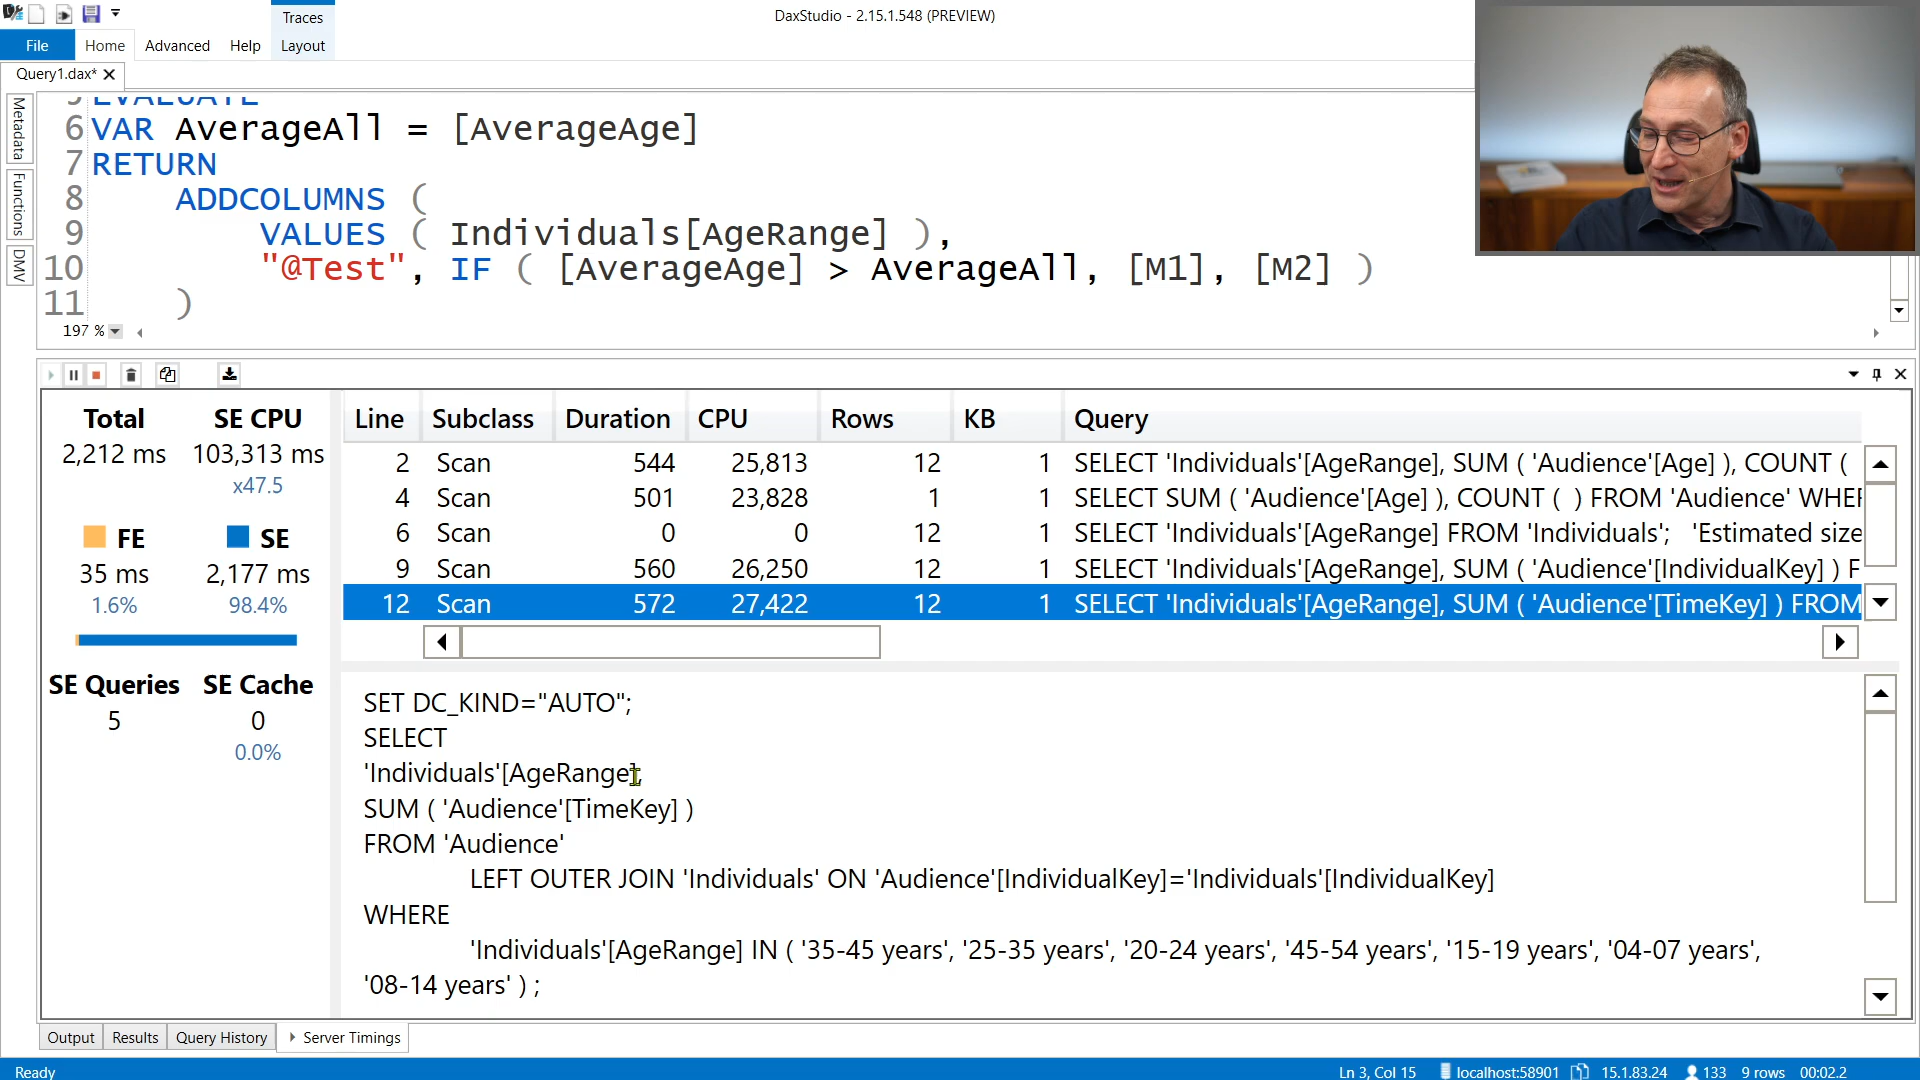 Traces
DaxStudio - 2.15.1.548 (PREVIEW)
File
Home
Advanced
Help
Layout
Query1.dax*
Metadata
Functions
DMV
5 EVALUATE
6 VAR AverageAll = [AverageAge]
7 RETURN
8 ADDCOLUMNS (
9 VALUES ( Individuals[AgeRange] ),
10 "@Test", IF ( [AverageAge] > AverageAll, [M1], [M2] )
11 )
197 %
Total SE CPU
2,212 ms 103,313 ms
x47.5
FE SE
35 ms 2,177 ms
1.6% 98.4%
SE Queries SE Cache
5 0
0.0%
Line Subclass Duration CPU Rows KB Query
2 Scan 544 25,813 12 1 SELECT 'Individuals'[AgeRange], SUM ( 'Audience'[Age] ), COUNT (
4 Scan 501 23,828 1 1 SELECT SUM ( 'Audience'[Age] ), COUNT ( ) FROM 'Audience' WHE
6 Scan 0 0 12 1 SELECT 'Individuals'[AgeRange] FROM 'Individuals'; 'Estimated size
9 Scan 560 26,250 12 1 SELECT 'Individuals'[AgeRange], SUM ( 'Audience'[IndividualKey] ) F
12 Scan 572 27,422 12 1 SELECT 'Individuals'[AgeRange], SUM ( 'Audience'[TimeKey] ) FROM
SET DC_KIND="AUTO";
SELECT
'Individuals'[AgeRange],
SUM ( 'Audience'[TimeKey] )
FROM 'Audience'
LEFT OUTER JOIN 'Individuals' ON 'Audience'[IndividualKey]='Individuals'[IndividualKey]
WHERE
'Individuals'[AgeRange] IN ( '35-45 years', '25-35 years', '20-24 years', '45-54 years', '15-19 years', '04-07 years',
'08-14 years' ) ;
Output
Results
Query History
Server Timings
Ready
Ln 3, Col 15
localhost:58901
15.1.83.24
133
9 rows
00:02.2